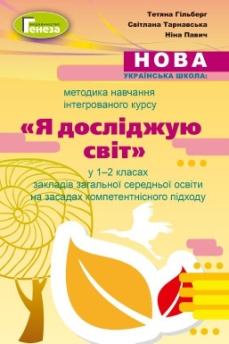 Генеза
Тетяна Гільберг
Світлана Тарнавська
Ніна Павич
НОВА
УКРАЇНСЬКА ШКОЛА:
методика навчання
інтегрованого курсу
«Я досліджую
світ»
у 1–2 класах
закладів загальної середньої освіти
на засадах компетентнісного підходу